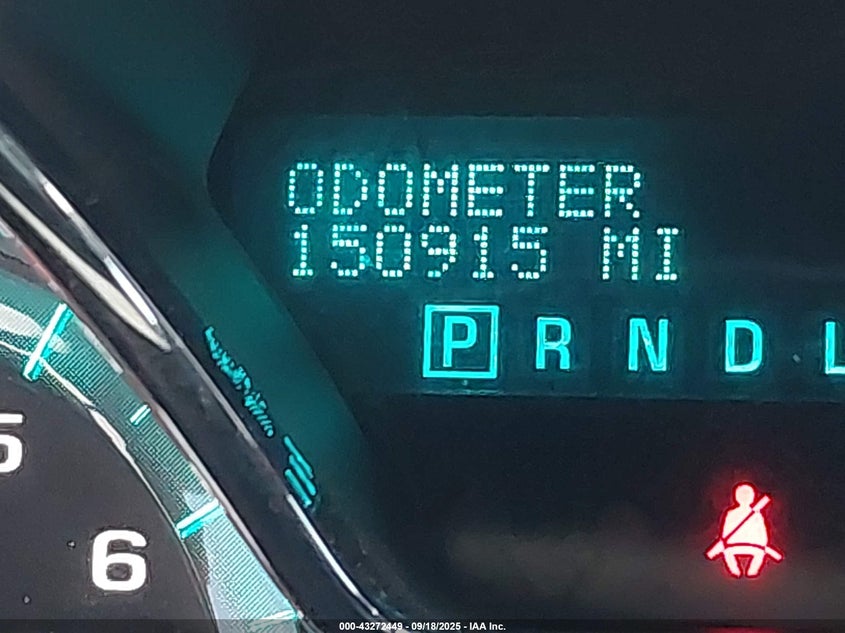 ODOMETER
150915 MI
P R N D L
5
6
000-43272449 - 09/18/2025 - IAA Inc.